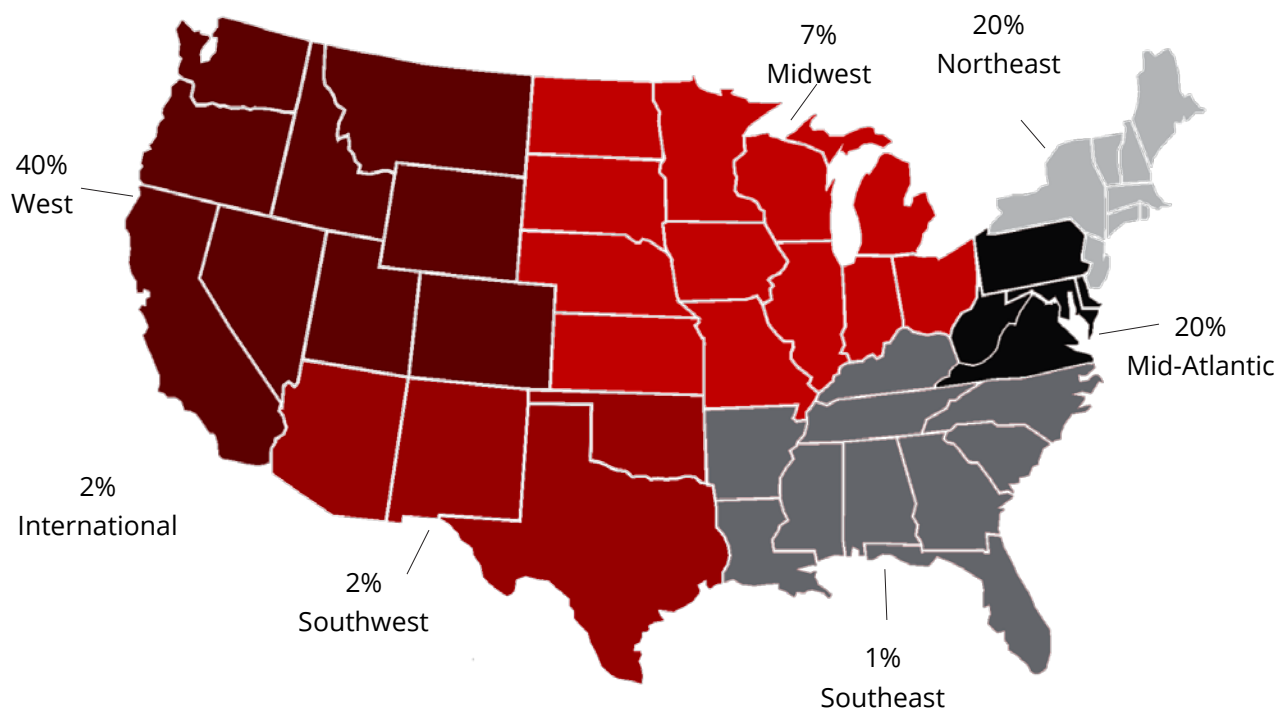 7%
Midwest
20%
Northeast
40%
West
20%
Mid-Atlantic
2%
International
2%
Southwest
1%
Southeast